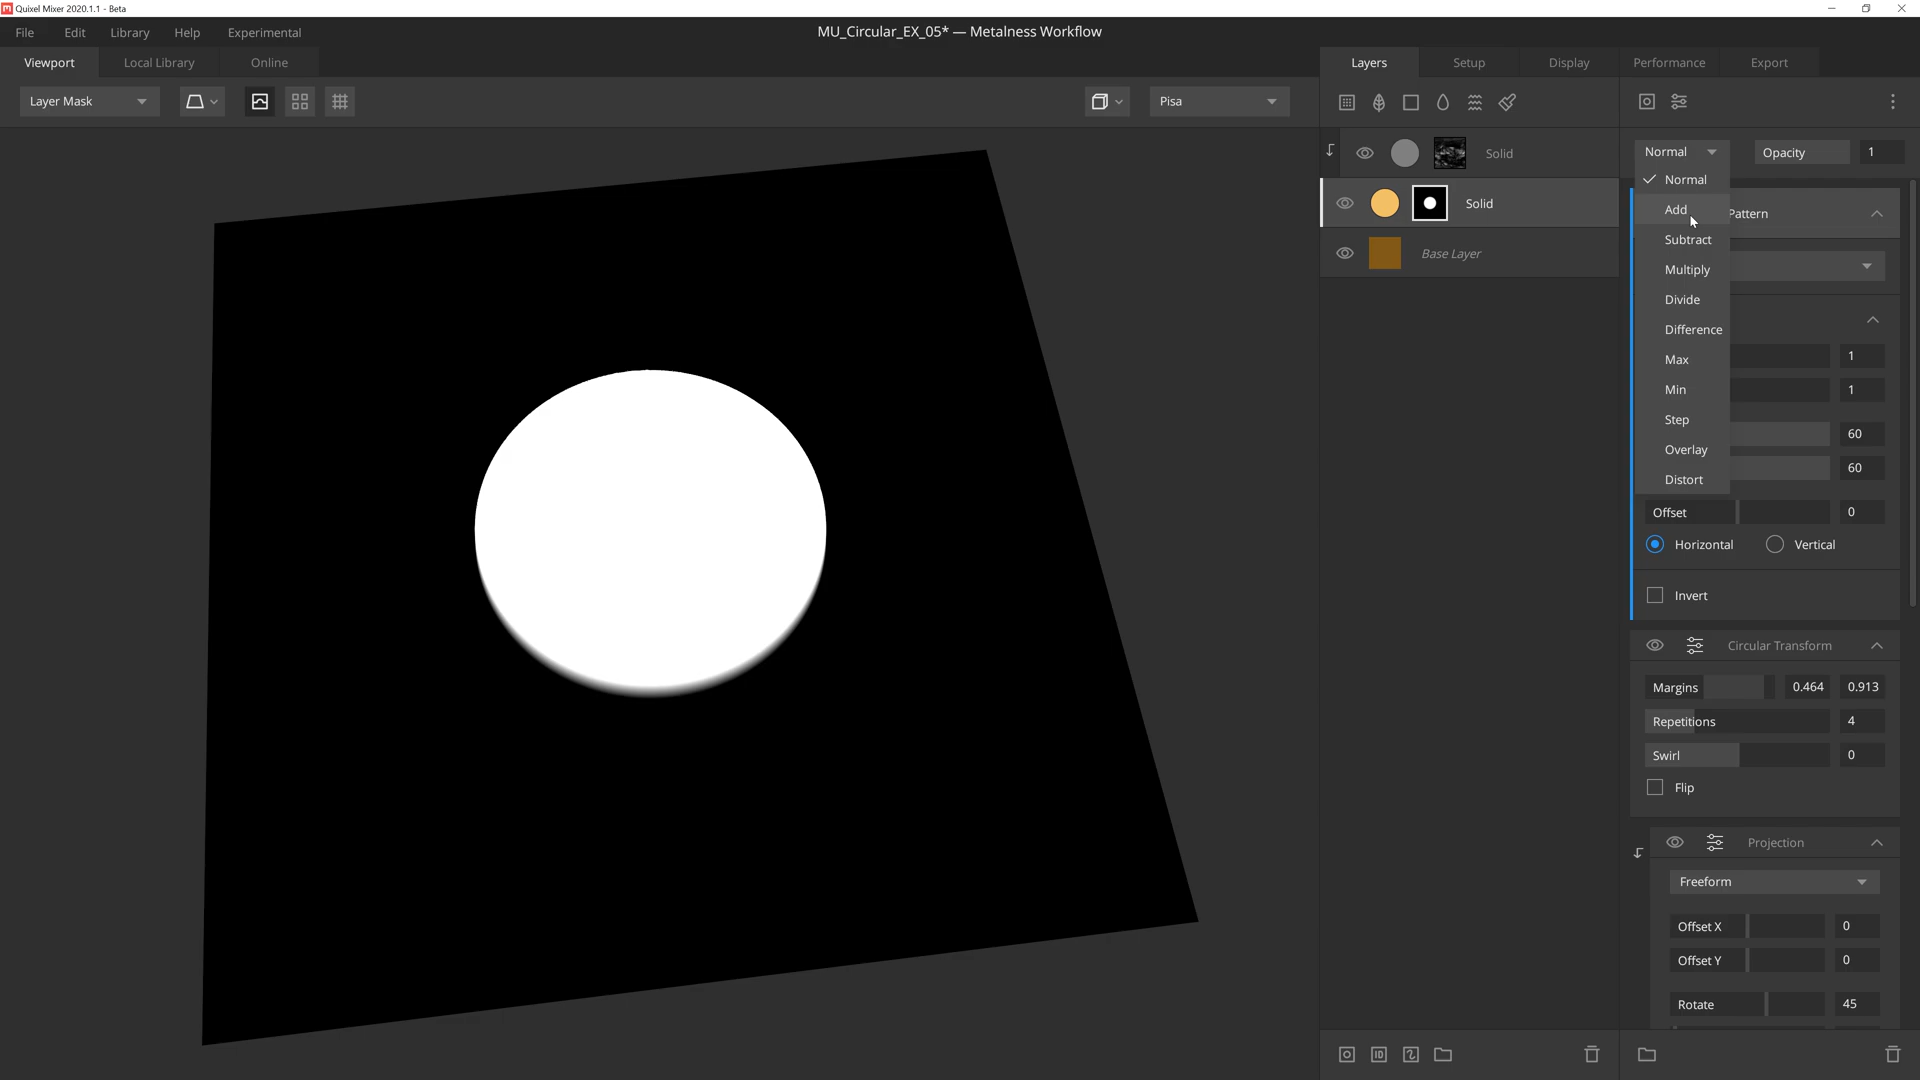 Quixel Mixer 2020.1.1 - Beta
File Edit Library Help Experimental
MU_Circular_EX_05* — Metalness Workflow
Viewport Local Library Online
Layers Setup Display Performance Export
Layer Mask
Pisa
Solid
Solid
Base Layer
Normal Opacity 1
Normal
Add
Subtract
Multiply
Divide
Difference
Max
Min
Step
Overlay
Distort
Pattern
1
1
60
60
Offset 0
Horizontal Vertical
Invert
Circular Transform
Margins 0.464 0.913
Repetitions 4
Swirl 0
Flip
Projection
Freeform
Offset X 0
Offset Y 0
Rotate 45